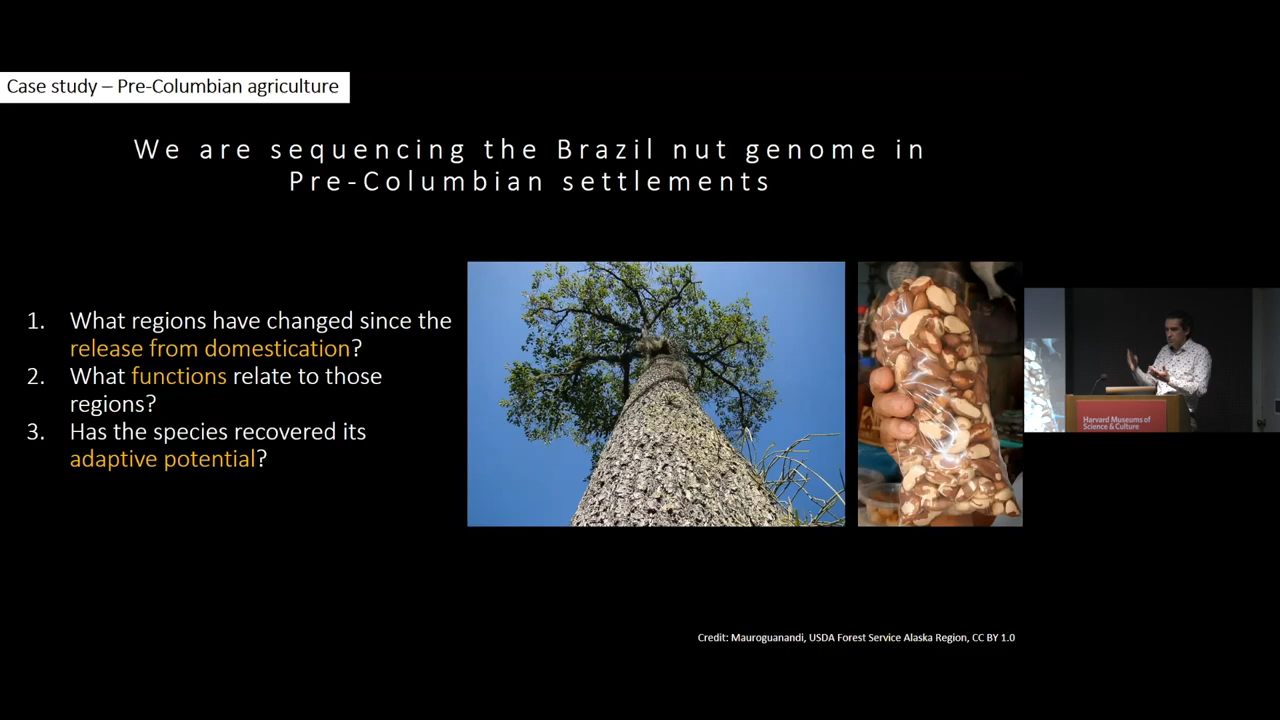 Case study – Pre-Columbian agriculture
We are sequencing the Brazil nut genome in
Pre-Columbian settlements
1. What regions have changed since the
release from domestication?
2. What functions relate to those
regions?
3. Has the species recovered its
adaptive potential?
Harvard Museums of
Science & Culture
Credit: Mauroguanandi, USDA Forest Service Alaska Region, CC BY 1.0